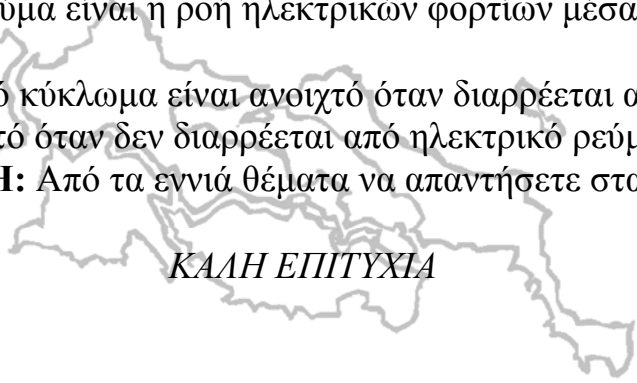 ύμα είναι η ροή ηλεκτρικών φορτίων μέσα
ό κύκλωμα είναι ανοιχτό όταν διαρρέεται α
τό όταν δεν διαρρέεται από ηλεκτρικό ρεύμ
Η: Από τα εννιά θέματα να απαντήσετε στα
ΚΑΛΗ ΕΠΙΤΥΧΙΑ